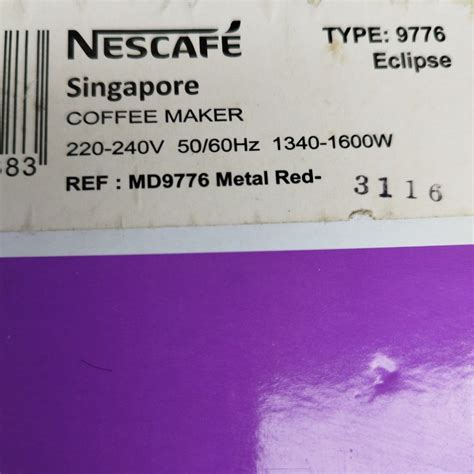 NESCAFÉ
TYPE: 9776
Eclipse
Singapore
COFFEE MAKER
220-240V 50/60Hz 1340-1600W
83
REF : MD9776 Metal Red-
3116